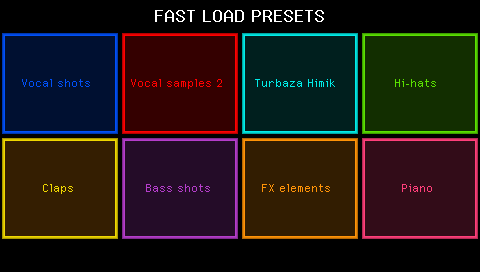 FAST LOAD PRESETS
Vocal shots
Vocal samples 2
Turbaza Himik
Hi-hats
Claps
Bass shots
FX elements
Piano